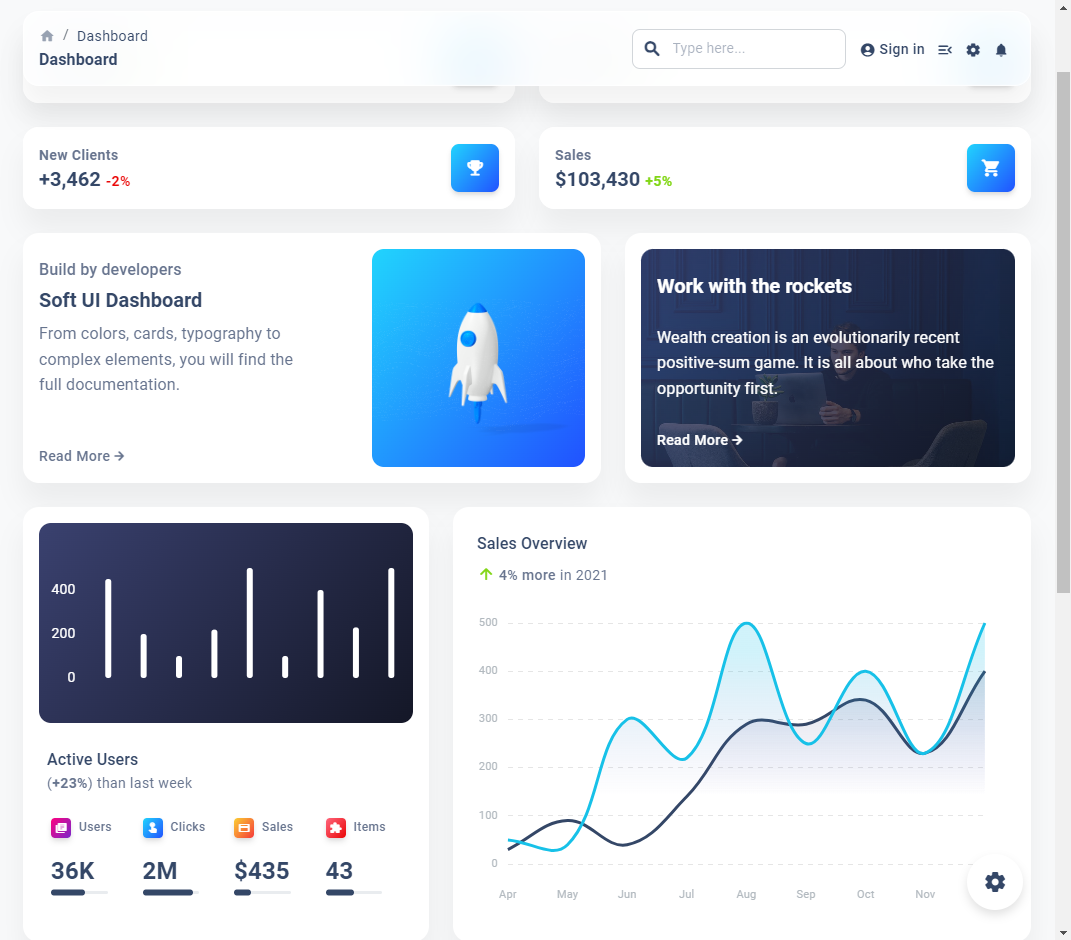 / Dashboard
Dashboard
Type here...
Sign in
New Clients
+3,462 -2%
Sales
$103,430 +5%
Build by developers
Soft UI Dashboard
From colors, cards, typography to
complex elements, you will find the
full documentation.
Read More →
Work with the rockets
Wealth creation is an evolutionarily recent
positive-sum game. It is all about who take the
opportunity first.
Read More →
400
200
0
Active Users
(+23%) than last week
Users
Clicks
Sales
Items
36K
2M
$435
43
Sales Overview
4% more in 2021
500
400
300
200
100
0
Apr May Jun Jul Aug Sep Oct Nov